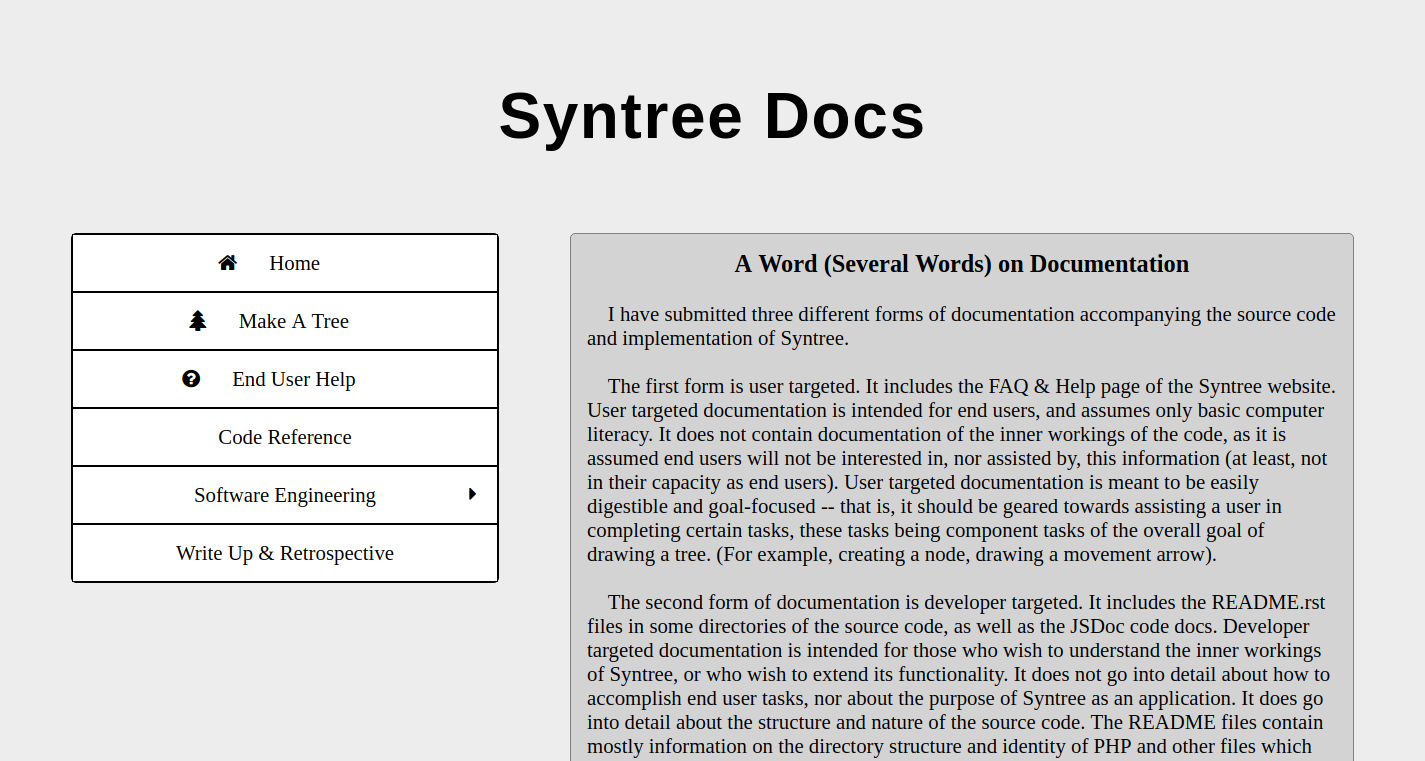 Syntree Docs
Home
Make A Tree
End User Help
Code Reference
Software Engineering
Write Up & Retrospective
A Word (Several Words) on Documentation
I have submitted three different forms of documentation accompanying the source code
and implementation of Syntree.
The first form is user targeted. It includes the FAQ & Help page of the Syntree website.
User targeted documentation is intended for end users, and assumes only basic computer
literacy. It does not contain documentation of the inner workings of the code, as it is
assumed end users will not be interested in, nor assisted by, this information (at least, not
in their capacity as end users). User targeted documentation is meant to be easily
digestible and goal-focused -- that is, it should be geared towards assisting a user in
completing certain tasks, these tasks being component tasks of the overall goal of
drawing a tree. (For example, creating a node, drawing a movement arrow).
The second form of documentation is developer targeted. It includes the README.rst
files in some directories of the source code, as well as the JSDoc code docs. Developer
targeted documentation is intended for those who wish to understand the inner workings
of Syntree, or who wish to extend its functionality. It does not go into detail about how to
accomplish end user tasks, nor about the purpose of Syntree as an application. It does go
into detail about the structure and nature of the source code. The README files contain
mostly information on the directory structure and identity of PHP and other files which